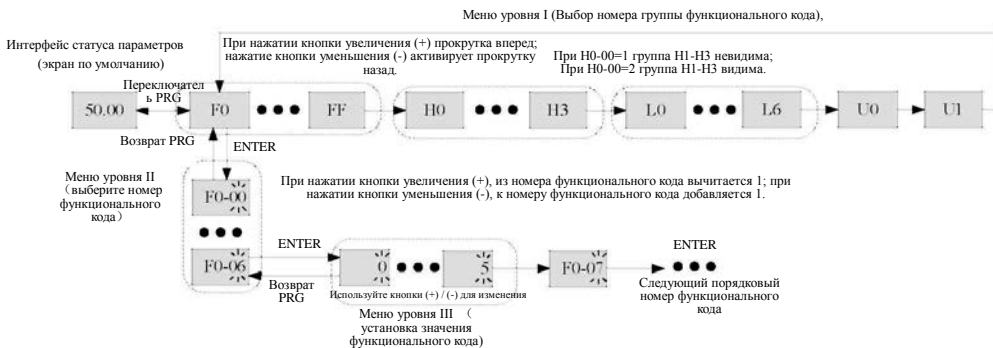 Меню уровня I (Выбор номера группы функционального кода),
Интерфейс статуса параметров
(экран по умолчанию)
При нажатии кнопки увеличения (+) прокрутка вперед;
нажатие кнопки уменьшения (-) активирует прокрутку
назад.
При H0-00=1 группа H1-H3 невидима;
При H0-00=2 группа H1-H3 видима.
Переключател
ь PRG
50.00
F0
FF
H0
H3
L0
L6
U0
U1
Возврат PRG
ENTER
Меню уровня II
（выберите номер
функционального
кода）
F0-00
При нажатии кнопки увеличения (+), из номера функционального кода вычитается 1; при
нажатии кнопки уменьшения (-), к номеру функционального кода добавляется 1.
F0-06
ENTER
Возврат
PRG
0
5
F0-07
ENTER
Используйте кнопки (+) / (-) для изменения
Меню уровня III （
установка значения
функционального кода)
Следующий порядковый
номер функционального
кода